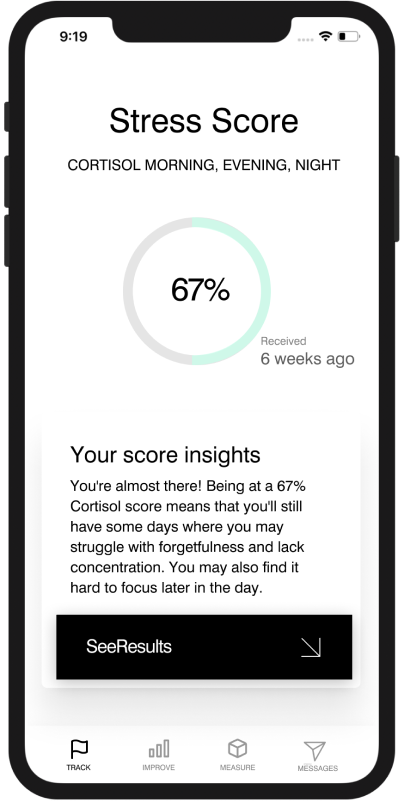 9:19
Stress Score
CORTISOL MORNING, EVENING, NIGHT
67%
Received
6 weeks ago
Your score insights
You're almost there! Being at a 67%
Cortisol score means that you'll still
have some days where you may
struggle with forgetfulness and lack
concentration. You may also find it
hard to focus later in the day.
SeeResults
TRACK IMPROVE MEASURE MESSAGES